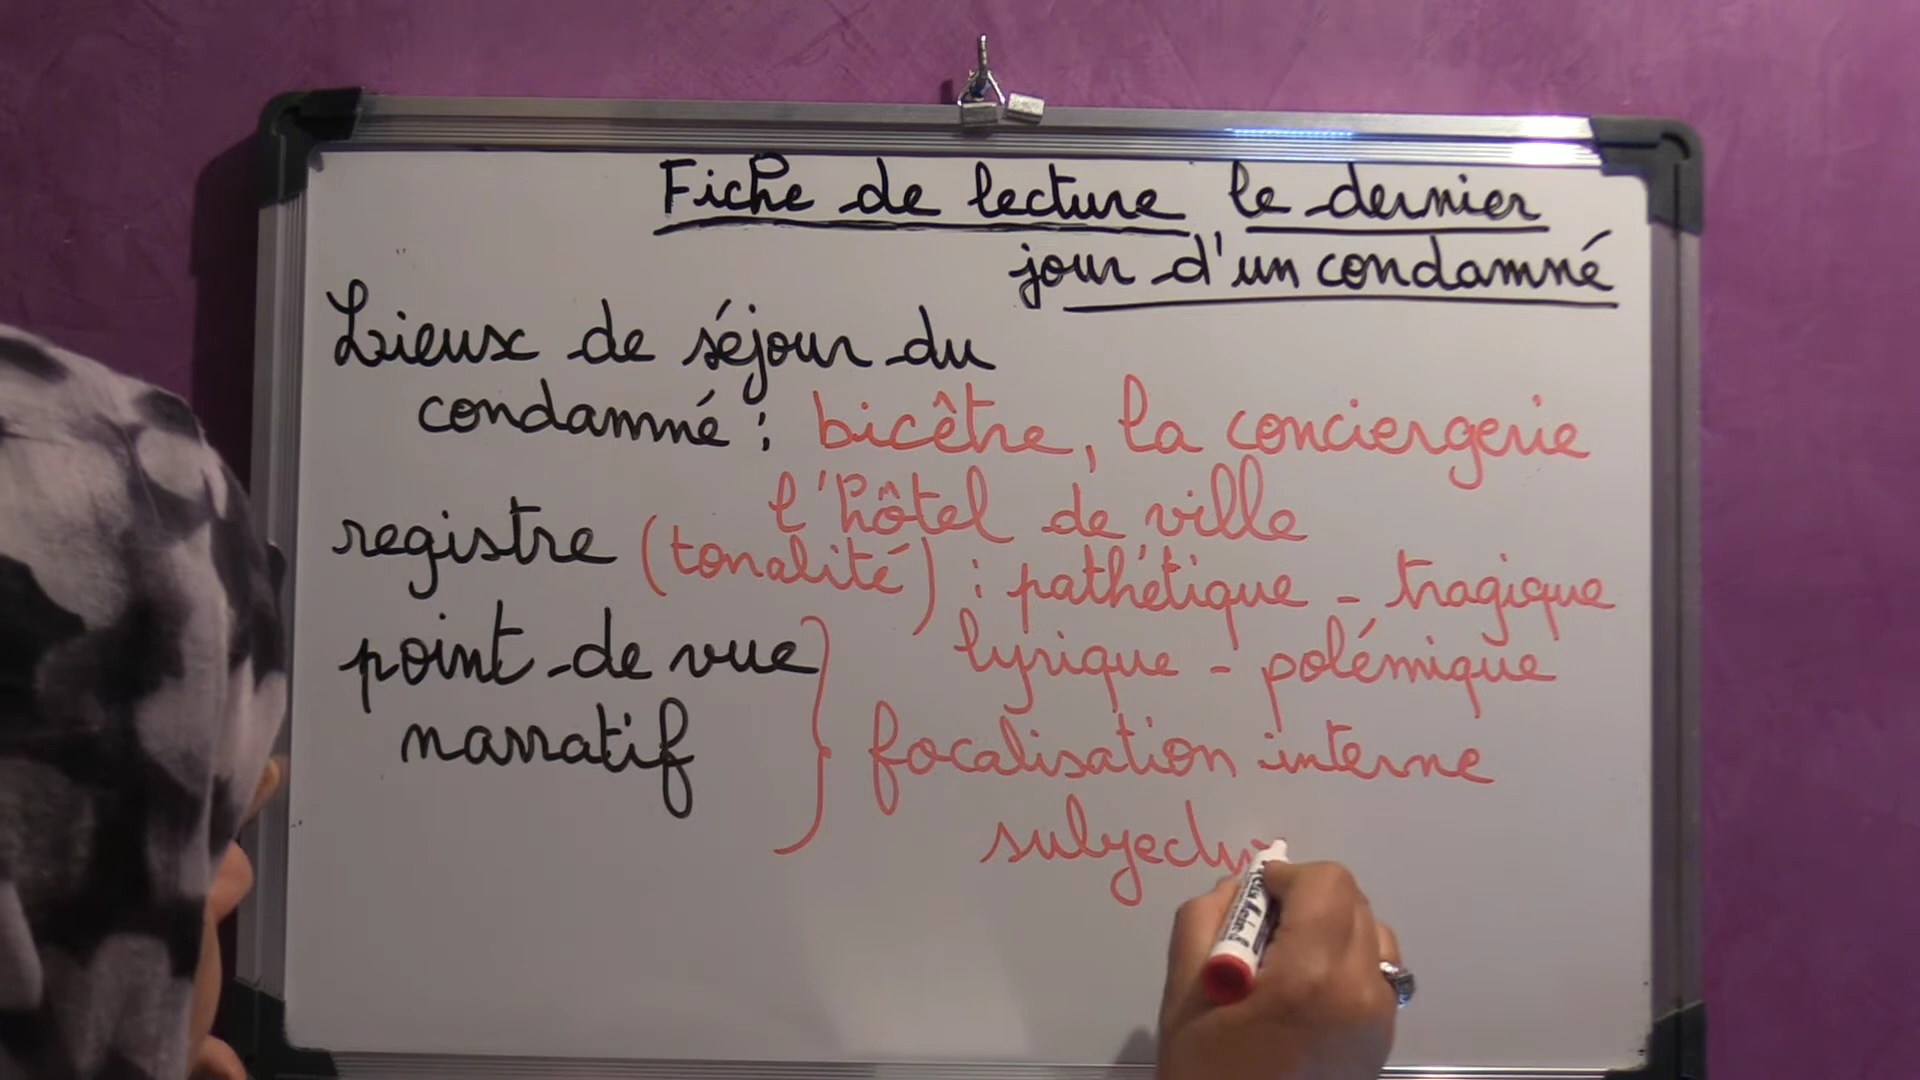 Fiche de lecture le dernier
jour d'un condamné
Lieux de séjour du
condamné : bicêtre, la conciergerie
l'hôtel de ville
registre (tonalité) : pathétique - tragique
point de vue } lyrique - polémique
narratif focalisation interne